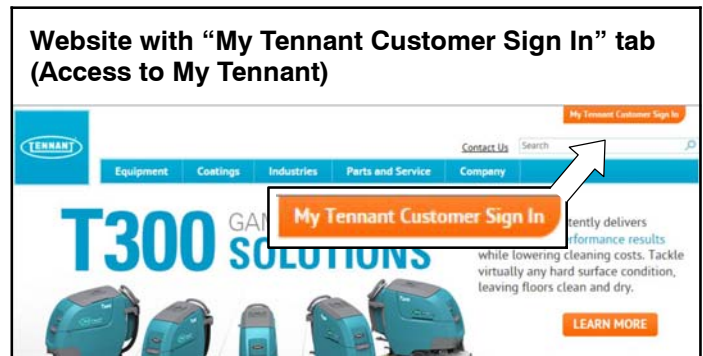 Website with “My Tennant Customer Sign In” tab
(Access to My Tennant)
My Tennant Customer Sign In
TENNANT
Contact Us Search
Equipment Coatings Industries Parts and Service Company
My Tennant Customer Sign In
T300 GA
SOLUTIONS
tently delivers
rformance results
while lowering cleaning costs. Tackle
virtually any hard surface condition,
leaving floors clean and dry.
LEARN MORE